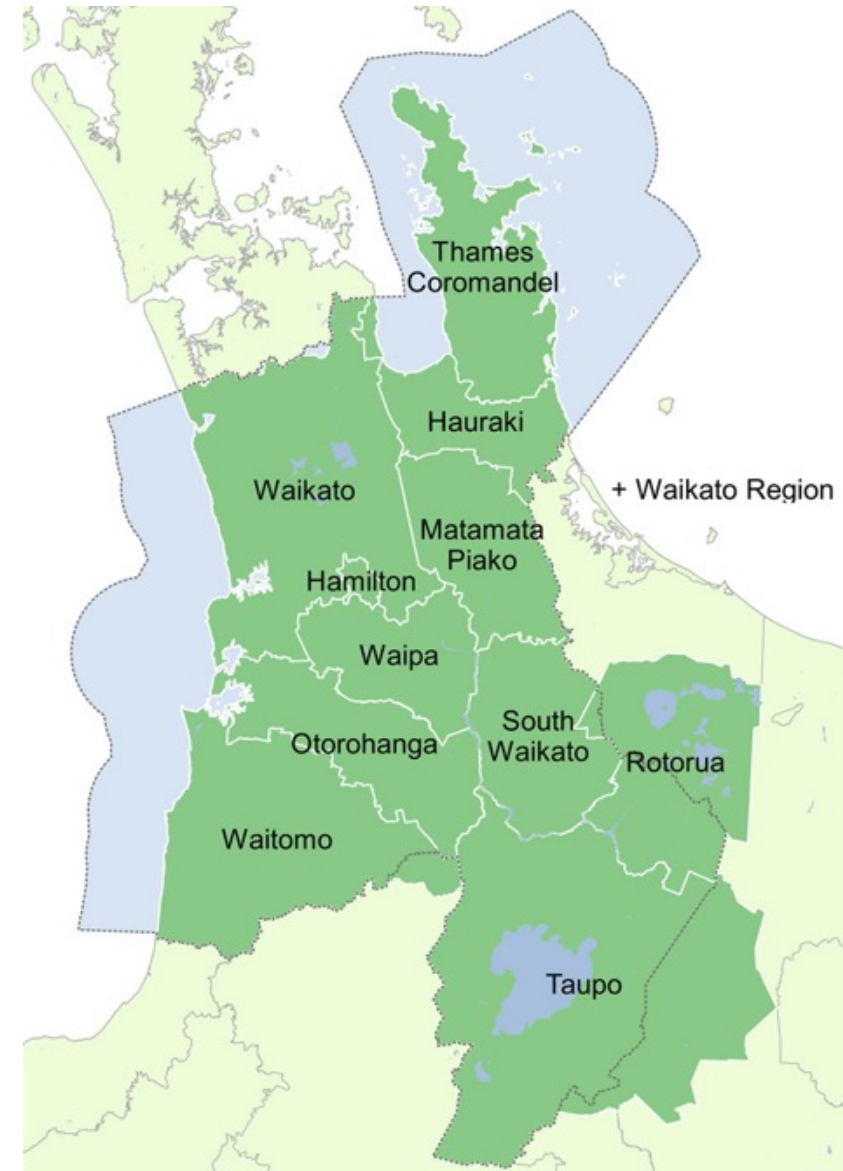 Thames
Coromandel
Hauraki
+ Waikato Region
Waikato
Matamata
Piako
Hamilton
Waipa
South
Waikato
Otorohanga
Rotorua
Waitomo
Taupo